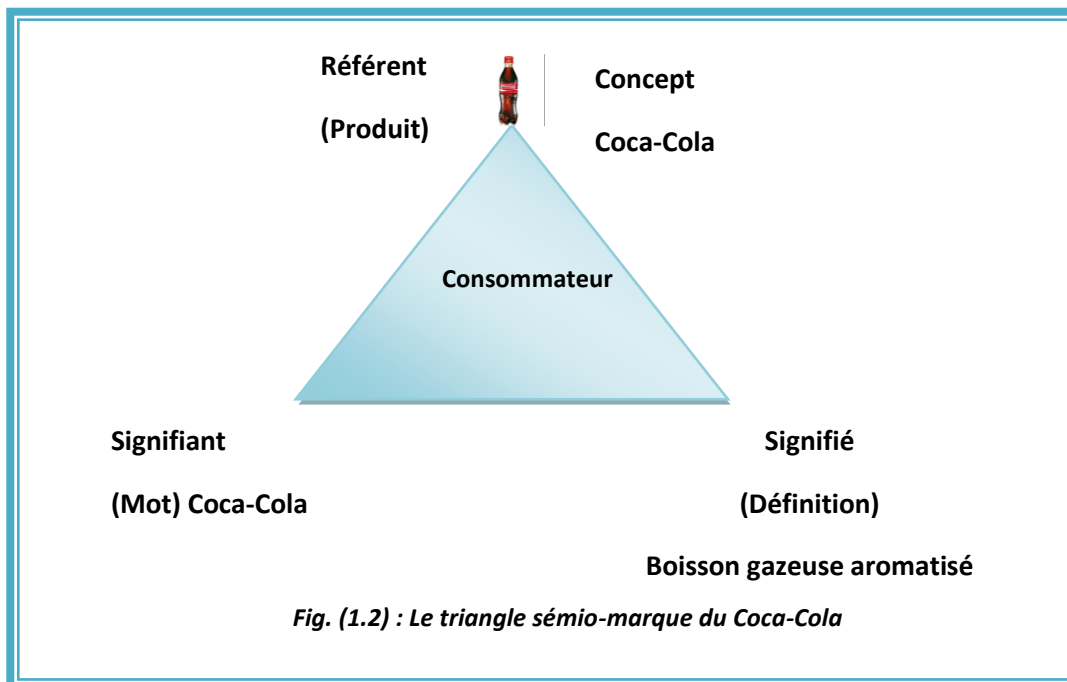 Référent
(Produit)
Concept
Coca-Cola
Consommateur
Signifiant
(Mot) Coca-Cola
Signifié
(Définition)
Boisson gazeuse aromatisé
Fig. (1.2) : Le triangle sémio-marque du Coca-Cola